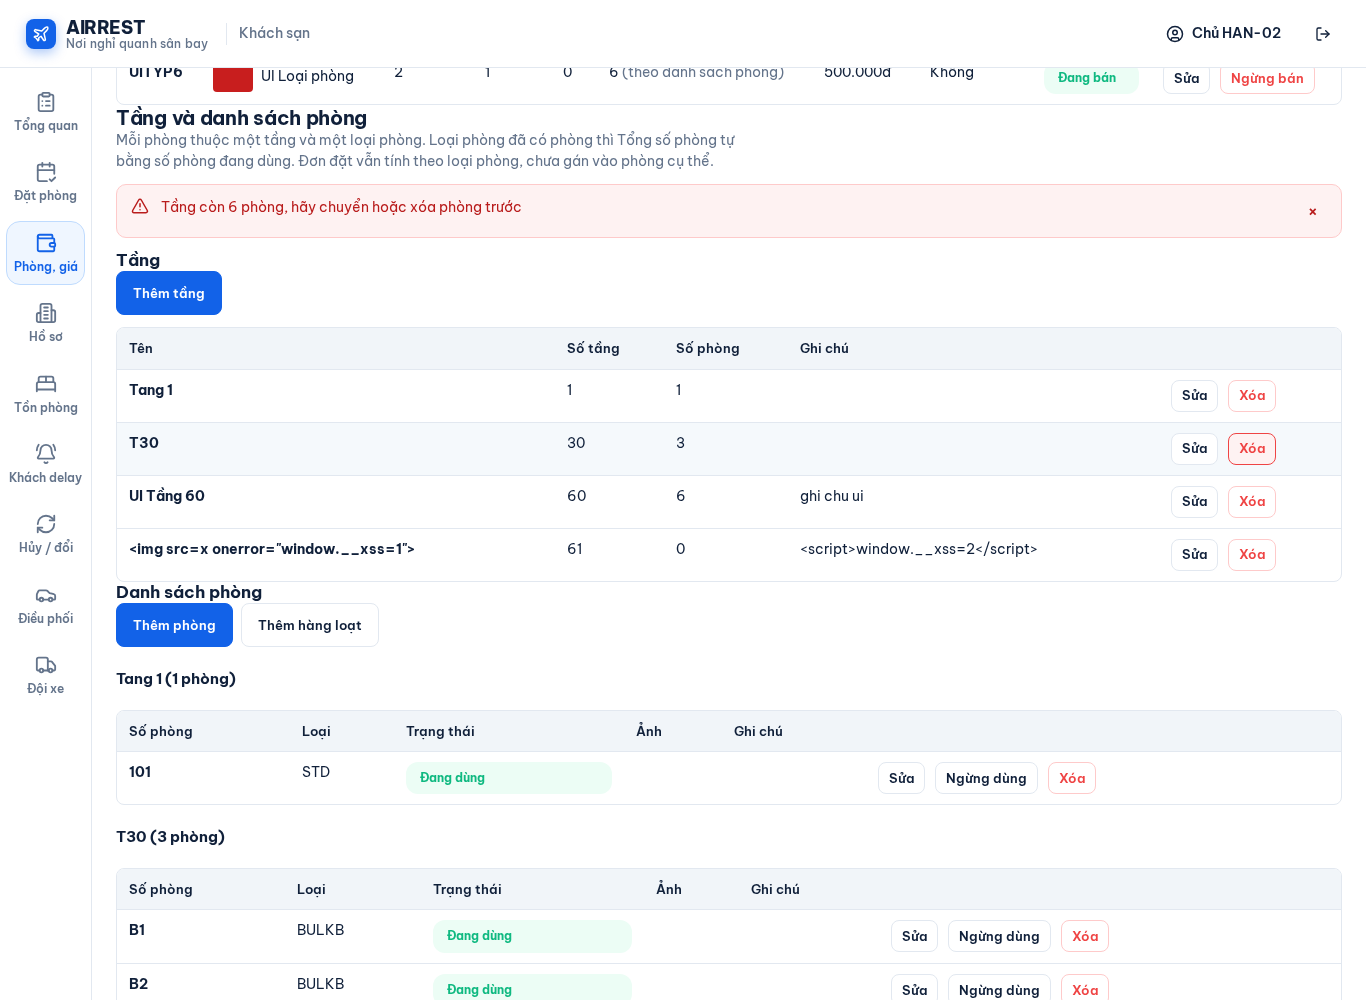 AIRREST
Nơi nghỉ quanh sân bay
Khách sạn
Chủ HAN-02
Tổng quan
Đặt phòng
Phòng, giá
Hồ sơ
Tồn phòng
Khách delay
Hủy / đổi
Điều phối
Đội xe
UITYP6 UI Loại phòng 2 1 0 6 (theo danh sách phòng) 500.000đ Không Đang bán Sửa Ngừng bán
Tầng và danh sách phòng
Mỗi phòng thuộc một tầng và một loại phòng. Loại phòng đã có phòng thì Tổng số phòng tự
bằng số phòng đang dùng. Đơn đặt vẫn tính theo loại phòng, chưa gán vào phòng cụ thể.
Tầng còn 6 phòng, hãy chuyển hoặc xóa phòng trước ×
Tầng
Thêm tầng
Tên Số tầng Số phòng Ghi chú
Tang 1 1 1 Sửa Xóa
T30 30 3 Sửa Xóa
UI Tầng 60 60 6 ghi chu ui Sửa Xóa
<img src=x onerror="window.__xss=1"> 61 0 <script>window.__xss=2</script> Sửa Xóa
Danh sách phòng
Thêm phòng Thêm hàng loạt
Tang 1 (1 phòng)
Số phòng Loại Trạng thái Ảnh Ghi chú
101 STD Đang dùng Sửa Ngừng dùng Xóa
T30 (3 phòng)
Số phòng Loại Trạng thái Ảnh Ghi chú
B1 BULKB Đang dùng Sửa Ngừng dùng Xóa
B2 BULKB Đang dùng Sửa Ngừng dùng Xóa